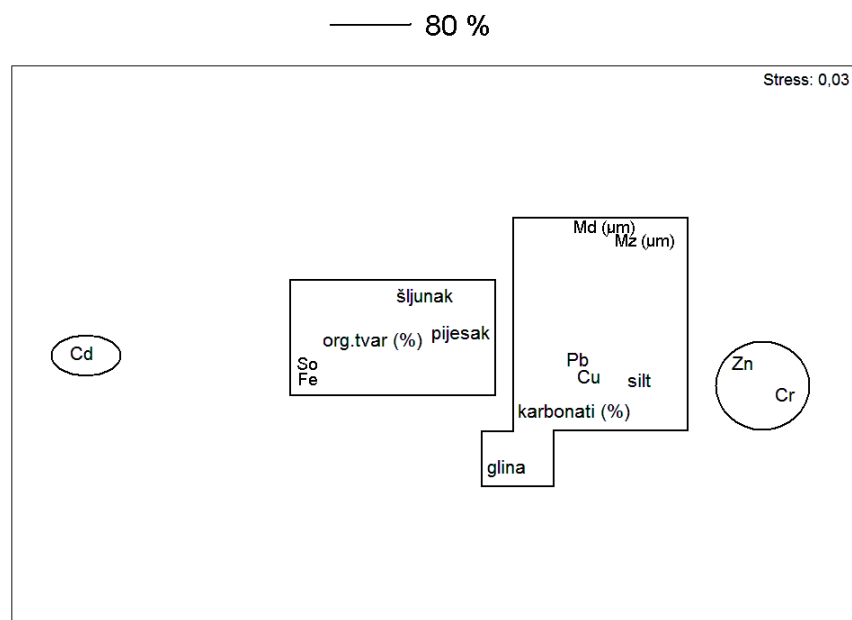 80 %
Stress: 0,03
Md (µm)
Mz (µm)
šljunak
pijesak
org.tvar (%)
Cd
So
Fe
Pb
Cu
silt
Zn
Cr
karbonati (%)
glina